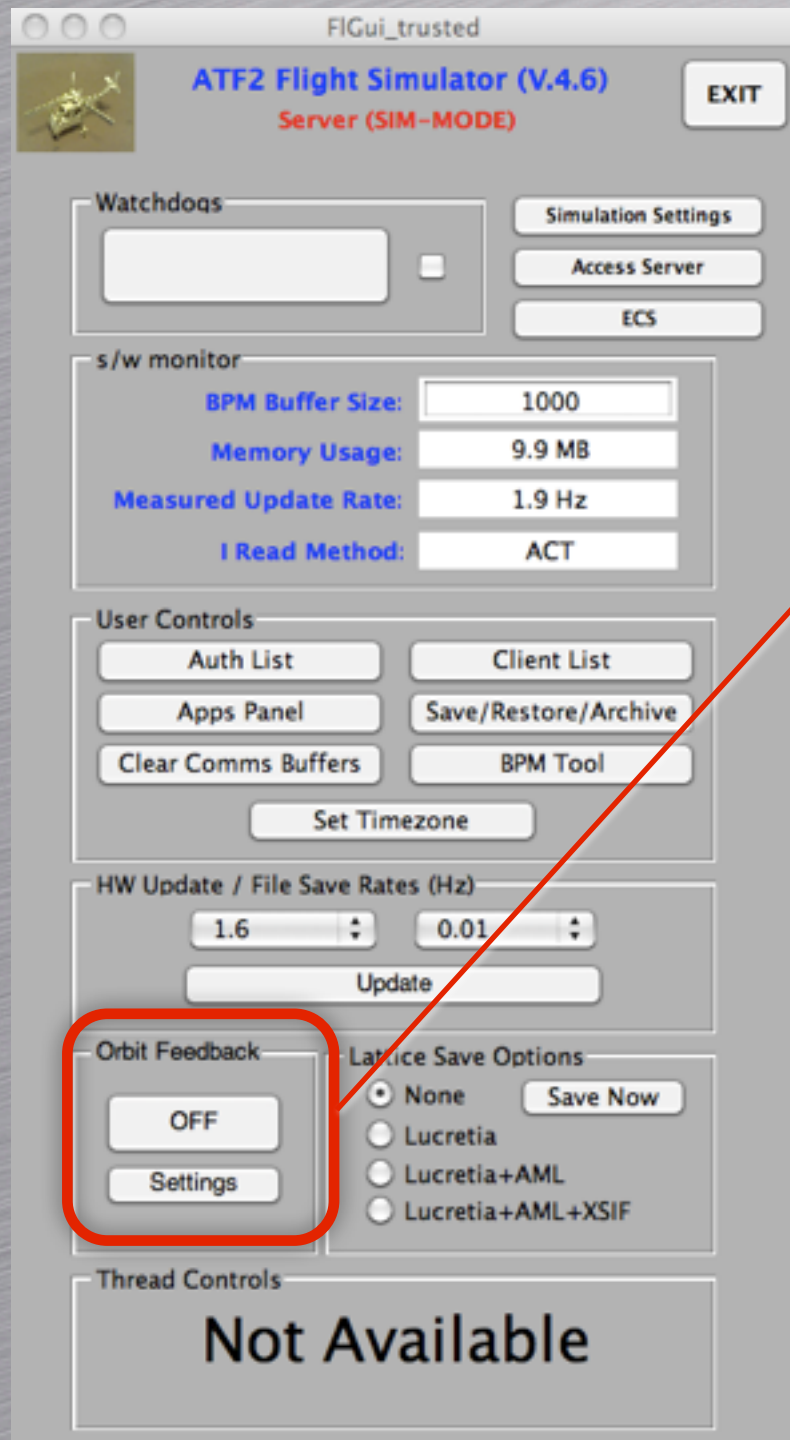 FlGui_trusted
ATF2 Flight Simulator (V.4.6)
Server (SIM-MODE)
EXIT
Watchdogs
Simulation Settings
Access Server
ECS
s/w monitor
BPM Buffer Size: 1000
Memory Usage: 9.9 MB
Measured Update Rate: 1.9 Hz
I Read Method: ACT
User Controls
Auth List Client List
Apps Panel Save/Restore/Archive
Clear Comms Buffers BPM Tool
Set Timezone
HW Update / File Save Rates (Hz)
1.6 0.01
Update
Orbit Feedback
OFF
Settings
Lattice Save Options
None Save Now
Lucretia
Lucretia+AML
Lucretia+AML+XSIF
Thread Controls
Not Available